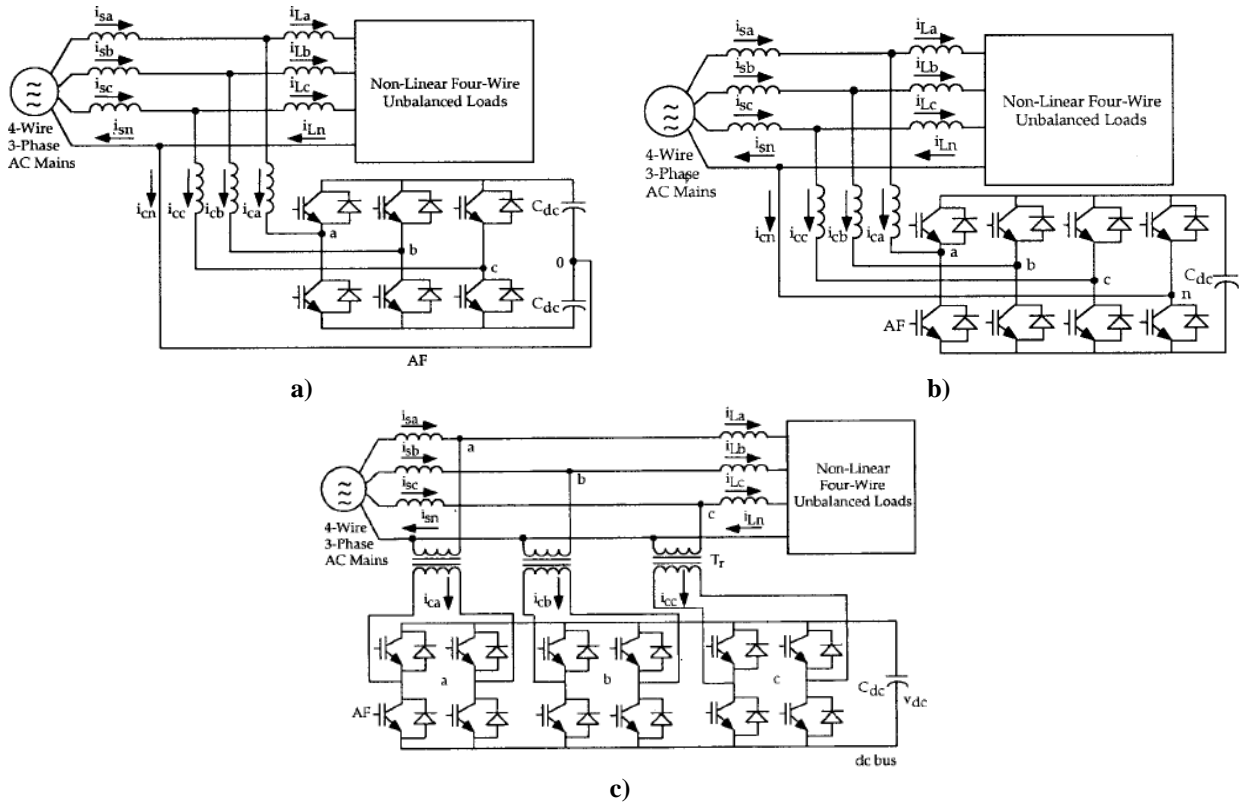 isa
iLa
isb
iLb
isc
iLc
isn
iLn
4-Wire
3-Phase
AC Mains
Non-Linear Four-Wire
Unbalanced Loads
icn
icc
icb
ica
a
b
c
Cdc
0
Cdc
AF
a)
isa
iLa
isb
iLb
isc
iLc
isn
iLn
4-Wire
3-Phase
AC Mains
Non-Linear Four-Wire
Unbalanced Loads
icn
icc
icb
ica
a
b
c
n
Cdc
AF
b)
isa
iLa
a
isb
iLb
b
isc
iLc
c
isn
iLn
4-Wire
3-Phase
AC Mains
Non-Linear
Four-Wire
Unbalanced Loads
Tr
ica
icb
icc
a
b
c
AF
Cdc
vdc
dc bus
c)